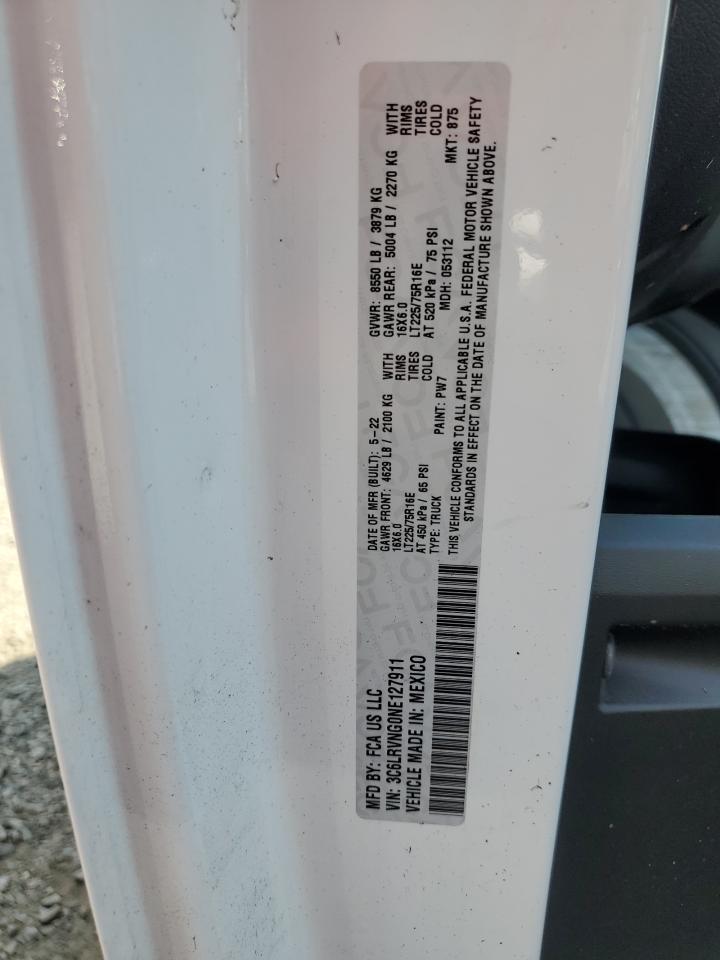 MFD BY: FCA US LLC
VIN: 3C6LRVNG0NE127911
VEHICLE MADE IN: MEXICO
DATE OF MFR (BUILT): 5-22
GAWR FRONT: 4629 LB / 2100 KG WITH
16X6.0 RIMS
LT225/75R16E TIRES
AT 450 kPa / 65 PSI COLD
TYPE: TRUCK PAINT: PW7
GVWR: 8550 LB / 3879 KG
GAWR REAR: 5004 LB / 2270 KG WITH
16X6.0 RIMS
LT225/75R16E TIRES
AT 520 kPa / 75 PSI COLD
MDH: 053112 MKT: 875
THIS VEHICLE CONFORMS TO ALL APPLICABLE U.S.A. FEDERAL MOTOR VEHICLE SAFETY
STANDARDS IN EFFECT ON THE DATE OF MANUFACTURE SHOWN ABOVE.